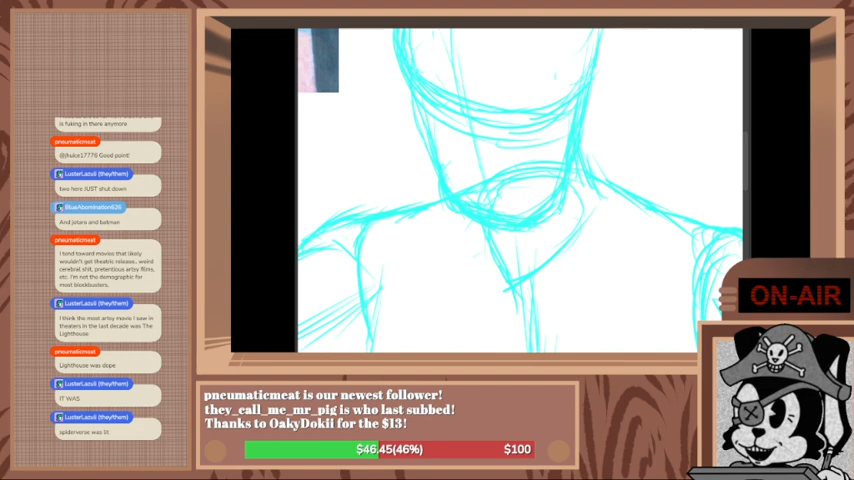 is fuking in there anymore
pneumaticmeat
Good point!
LusterLazuli (they/them)
two here JUST shut down
BlueAbomination626
And jotaro and batman
pneumaticmeat
I tend toward movies that likely
wouldn't get theatric release,, weird
cerebral shit, pretentious artsy films,
etc. I'm not the demographic for
most blockbusters.
LusterLazuli (they/them)
I think the most artsy movie I saw in
theaters in the last decade was The
Lighthouse
pneumaticmeat
Lighthouse was dope
LusterLazuli (they/them)
IT WAS
LusterLazuli (they/them)
spiderverse was lit
ON-AIR
pneumaticmeat is our newest follower!
they_call_me_mr_pig is who last subbed!
Thanks to OakyDokii for the $13!
$46.45(46%)
$100